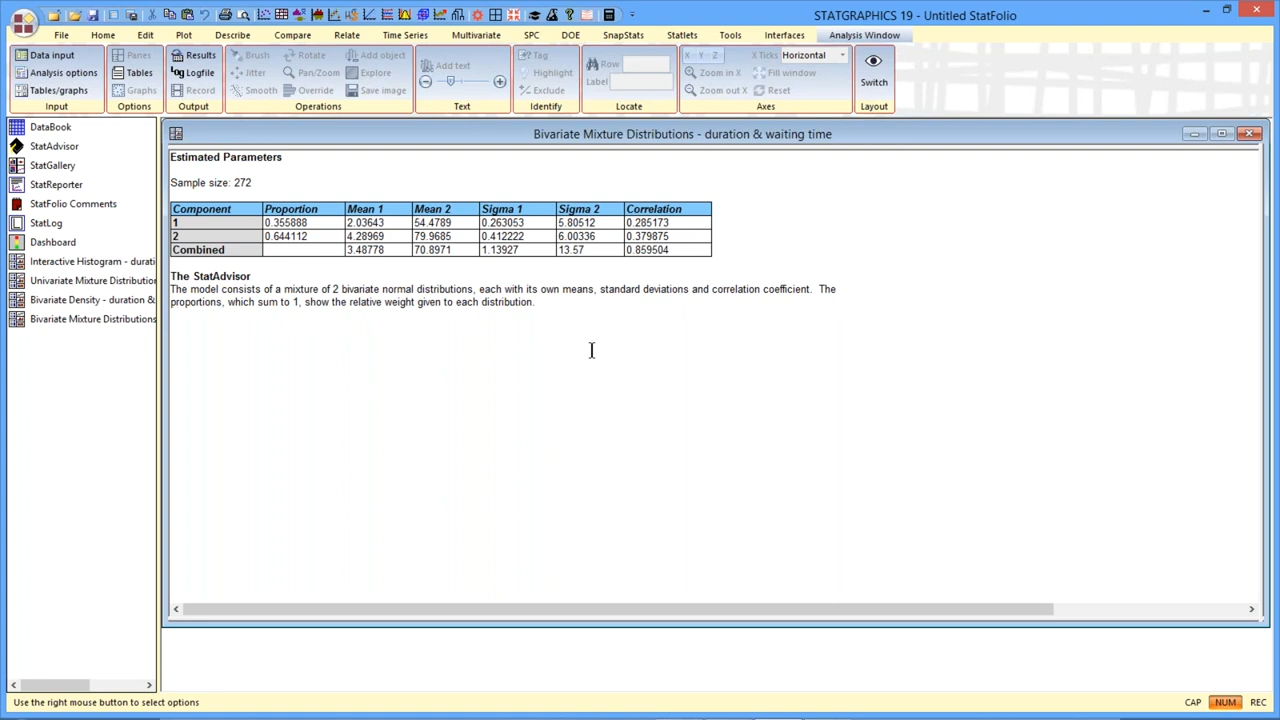 STATGRAPHICS 19 - Untitled StatFolio
File Home Edit Plot Describe Compare Relate Time Series Multivariate SPC DOE SnapStats Statlets Tools Interfaces Analysis Window
Data input Panes Results Brush Rotate Add object Add text Tag Row X - Y - Z X Ticks Horizontal
Analysis options Tables Logfile Jitter Pan/Zoom Explore Highlight Label Zoom in X Fill window Switch
Tables/graphs Graphs Record Smooth Override Save image Exclude Zoom out X Reset
Input Options Output Operations Text Identify Locate Axes Layout
DataBook
StatAdvisor
StatGallery
StatReporter
StatFolio Comments
StatLog
Dashboard
Interactive Histogram - durati
Univariate Mixture Distributior
Bivariate Density - duration &
Bivariate Mixture Distributions
Bivariate Mixture Distributions - duration & waiting time
Estimated Parameters
Sample size: 272
Component Proportion Mean 1 Mean 2 Sigma 1 Sigma 2 Correlation
1 0.355888 2.03643 54.4789 0.263053 5.80512 0.285173
2 0.644112 4.28969 79.9685 0.412222 6.00336 0.379875
Combined 3.48778 70.8971 1.13927 13.57 0.859504
The StatAdvisor
The model consists of a mixture of 2 bivariate normal distributions, each with its own means, standard deviations and correlation coefficient. The
proportions, which sum to 1, show the relative weight given to each distribution.
Use the right mouse button to select options CAP NUM REC